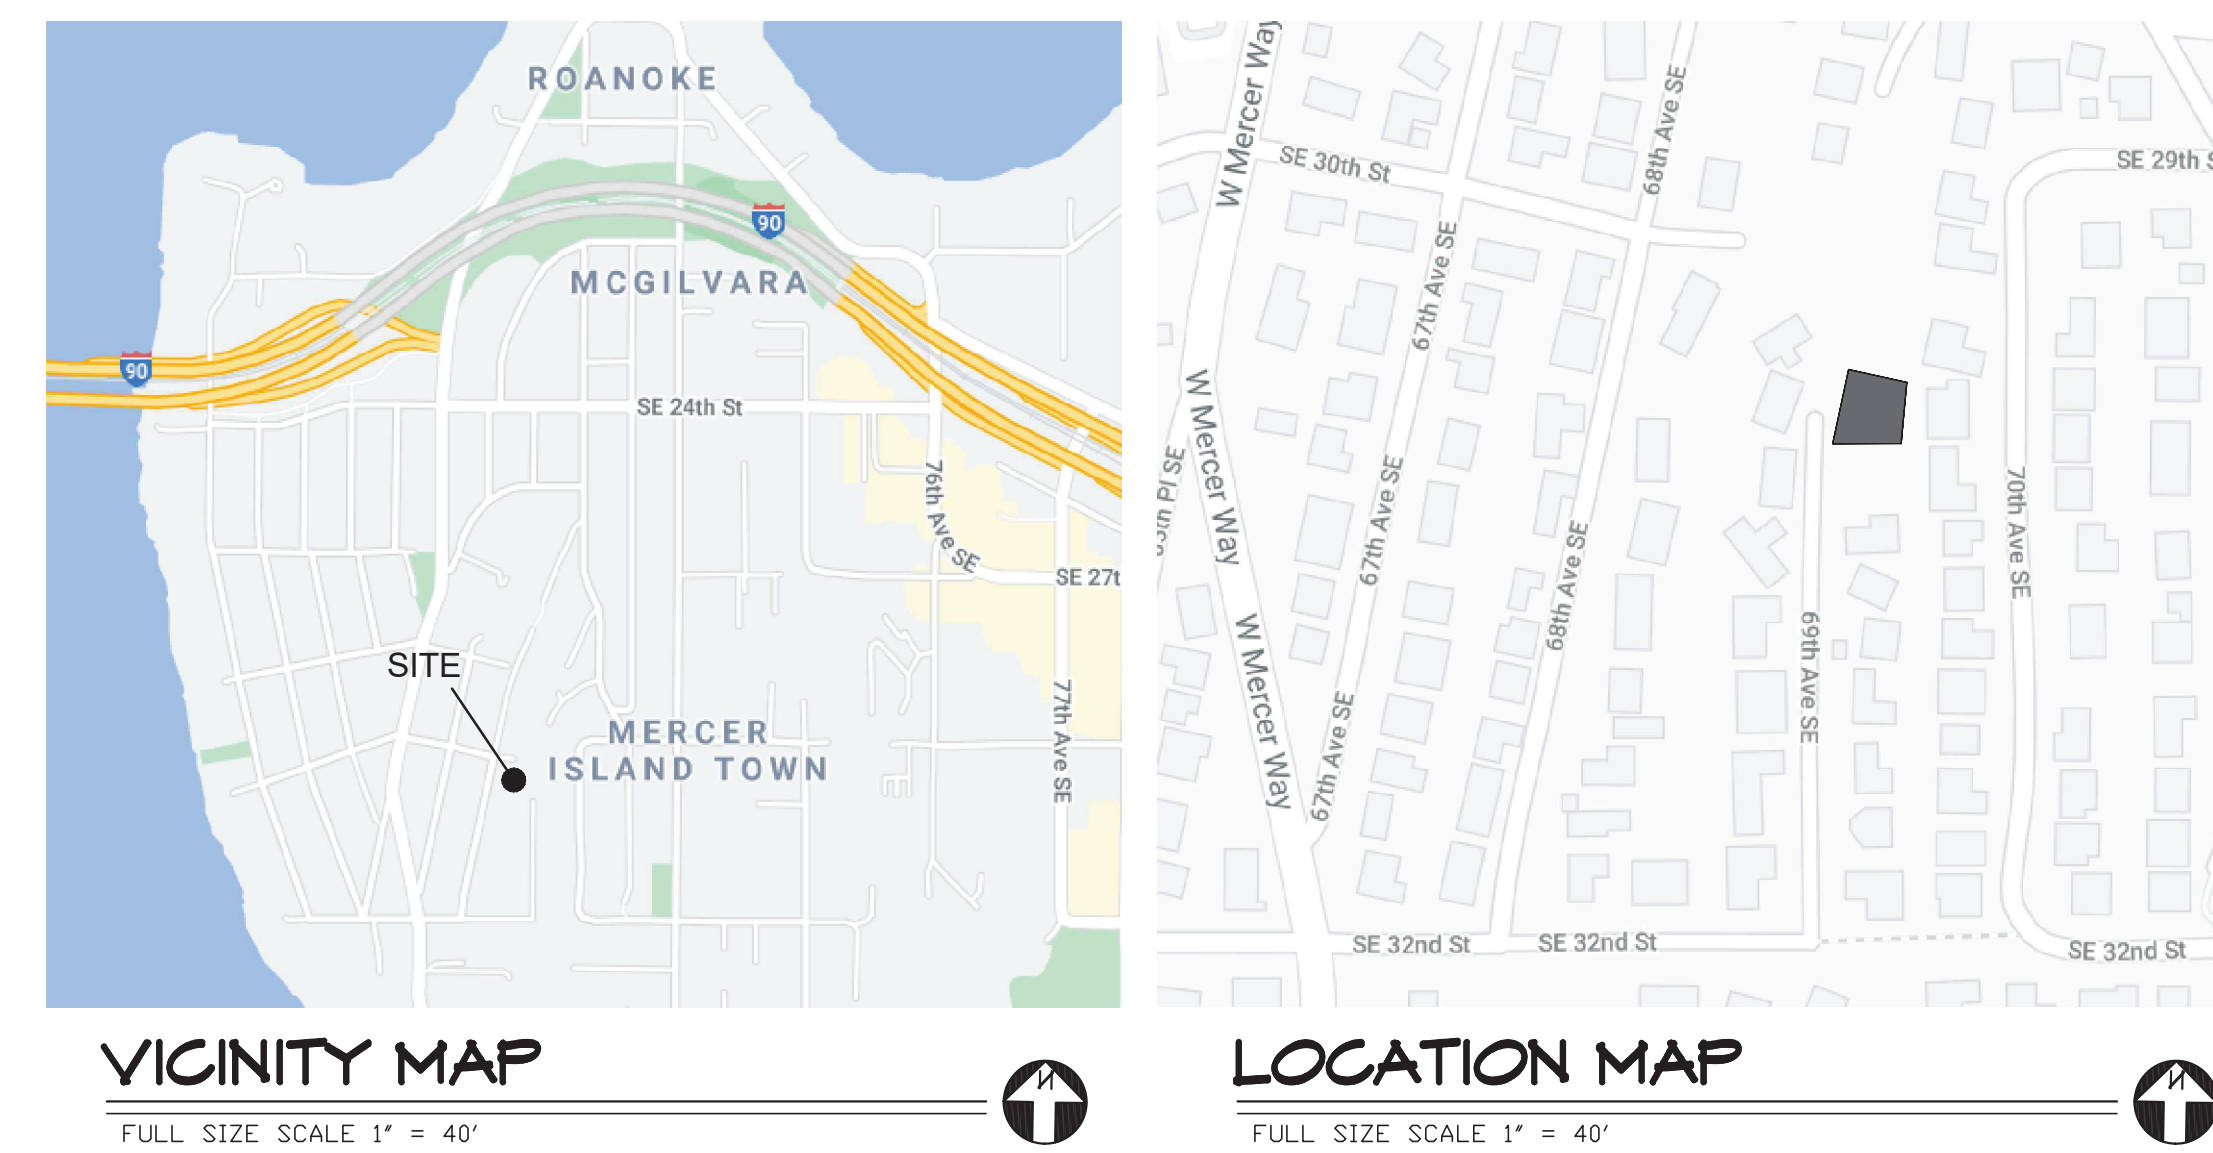 ROANOKE
90
MCGILVARA
90
SE 24th St
76th Ave SE
SE 27t
SITE
MERCER
ISLAND TOWN
77th Ave SE
VICINITY MAP
N
FULL SIZE SCALE 1" = 40'
W Mercer Way
SE 30th St
68th Ave SE
SE 29th S
67th Ave SE
W Mercer Way
67th Ave SE
70th Ave SE
68th Ave SE
W Mercer Way
69th Ave SE
67th Ave SE
SE 32nd St
SE 32nd St
SE 32nd St
LOCATION MAP
N
FULL SIZE SCALE 1" = 40'